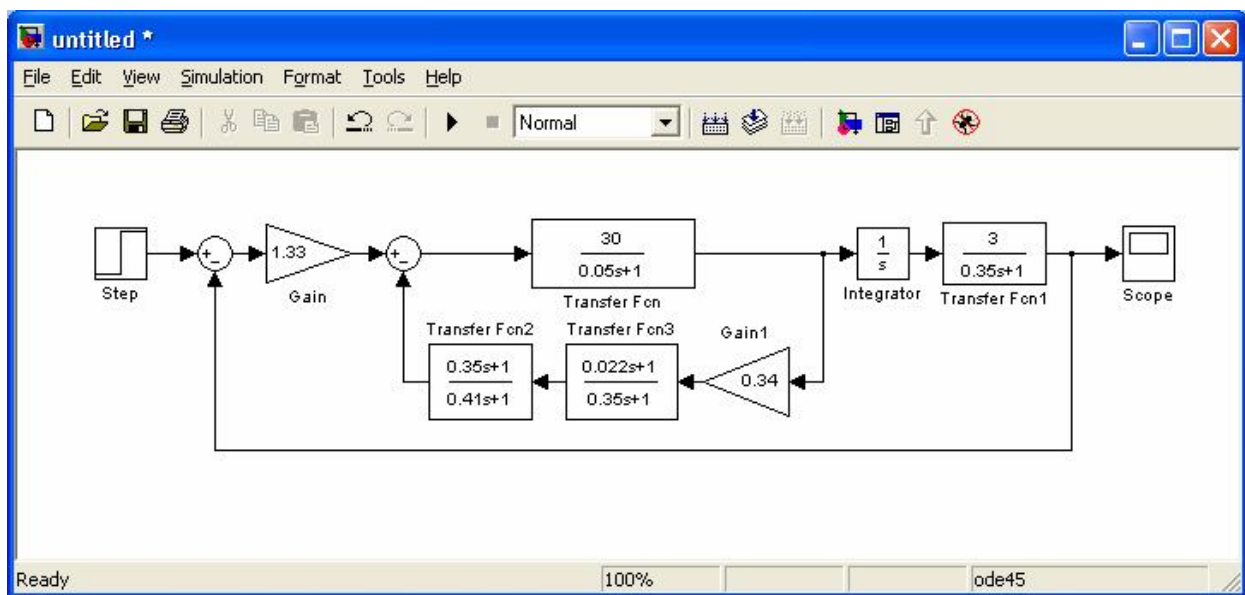 untitled *
File Edit View Simulation Format Tools Help
Normal
Step
+
-
1.33
Gain
+
-
30
0.05s+1
Transfer Fcn
1
s
Integrator
3
0.35s+1
Transfer Fcn1
Scope
Transfer Fcn2
0.35s+1
0.41s+1
Transfer Fcn3
0.022s+1
0.35s+1
Gain1
0.34
Ready 100% ode45